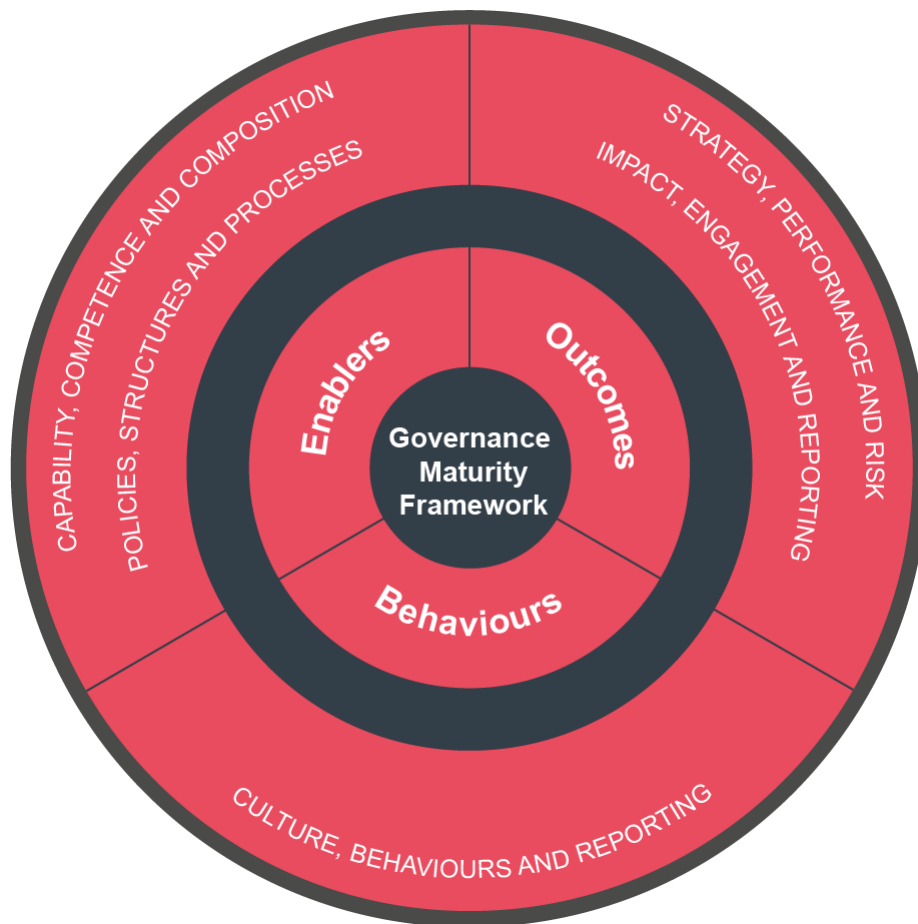 CAPABILITY, COMPETENCE AND COMPOSITION
POLICIES, STRUCTURES AND PROCESSES
STRATEGY, PERFORMANCE AND RISK
IMPACT, ENGAGEMENT AND REPORTING
Enablers
Outcomes
Governance
Maturity
Framework
Behaviours
CULTURE, BEHAVIOURS AND REPORTING